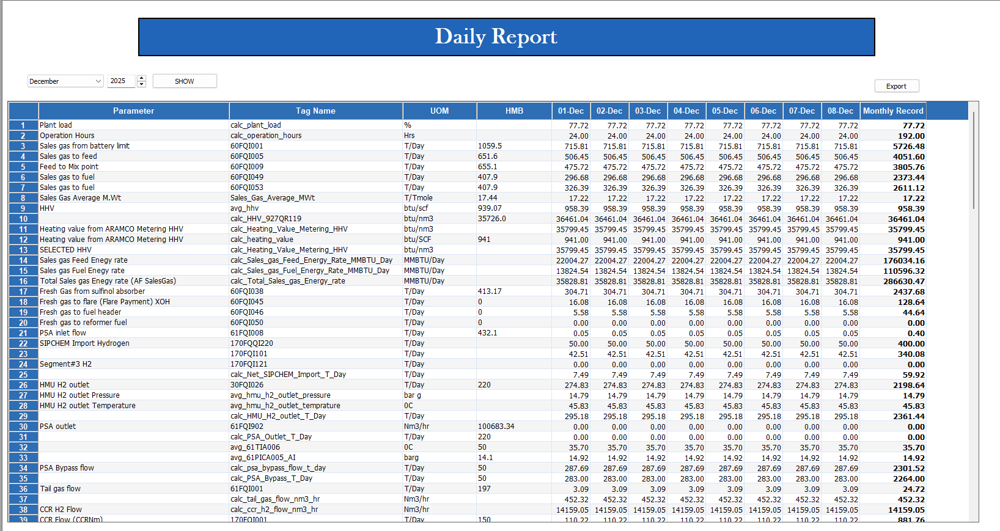 Daily Report
December 2025 SHOW
Export
Parameter Tag Name UOM HMB 01-Dec 02-Dec 03-Dec 04-Dec 05-Dec 06-Dec 07-Dec 08-Dec Monthly Record
1 Plant load calc_plant_load % 77.72 77.72 77.72 77.72 77.72 77.72 77.72 77.72 77.72
2 Operation Hours calc_operation_hours Hrs 24.00 24.00 24.00 24.00 24.00 24.00 24.00 24.00 192.00
3 Sales gas from battery limit 60FQI001 T/Day 1059.5 715.81 715.81 715.81 715.81 715.81 715.81 715.81 715.81 5726.48
4 Sales gas to feed 60FQI005 T/Day 651.6 506.45 506.45 506.45 506.45 506.45 506.45 506.45 506.45 4051.60
5 Feed to Mix point 60FQI009 T/Day 655.1 475.72 475.72 475.72 475.72 475.72 475.72 475.72 475.72 3805.76
6 Sales gas to fuel 60FQI049 T/Day 407.9 296.68 296.68 296.68 296.68 296.68 296.68 296.68 296.68 2373.44
7 Sales gas to fuel 60FQI053 T/Day 407.9 326.39 326.39 326.39 326.39 326.39 326.39 326.39 326.39 2611.12
8 Sales Gas Average M.Wt Sales_Gas_Average_MWt T/Tmole 17.44 17.22 17.22 17.22 17.22 17.22 17.22 17.22 17.22 17.22
9 HHV avg_hhv btu/scf 939.07 958.39 958.39 958.39 958.39 958.39 958.39 958.39 958.39 958.39
10 calc_HHV_927QR119 btu/nm3 35726.0 36461.04 36461.04 36461.04 36461.04 36461.04 36461.04 36461.04 36461.04 36461.04
11 Heating value from ARAMCO Metering HHV calc_Heating_Value_Metering_HHV btu/nm3 35799.45 35799.45 35799.45 35799.45 35799.45 35799.45 35799.45 35799.45 35799.45
12 Heating value from ARAMCO Metering HHV calc_heating_value btu/SCF 941 941.00 941.00 941.00 941.00 941.00 941.00 941.00 941.00 941.00
13 SELECTED HHV calc_Heating_Value_Metering_HHV btu/nm3 35799.45 35799.45 35799.45 35799.45 35799.45 35799.45 35799.45 35799.45 35799.45
14 Sales gas Feed Enegy rate calc_Sales_gas_Feed_Energy_Rate_MMBTU_Day MMBTU/Day 22004.27 22004.27 22004.27 22004.27 22004.27 22004.27 22004.27 22004.27 176034.16
15 Sales gas Fuel Enegy rate calc_Sales_gas_Fuel_Energy_Rate_MMBTU_Day MMBTU/Day 13824.54 13824.54 13824.54 13824.54 13824.54 13824.54 13824.54 13824.54 110596.32
16 Total Sales gas Enegy rate (AF SalesGas) calc_Total_Sales_gas_Energy_rate MMBTU/Day 35828.81 35828.81 35828.81 35828.81 35828.81 35828.81 35828.81 35828.81 286630.47
17 Fresh Gas from sulfinol absorber 60FQI038 T/Day 413.17 304.71 304.71 304.71 304.71 304.71 304.71 304.71 304.71 2437.68
18 Fresh gas to flare (Flare Payment) XOH 60FQI045 T/Day 0 16.08 16.08 16.08 16.08 16.08 16.08 16.08 16.08 128.64
19 Fresh gas to fuel header 60FQI046 T/Day 0 5.58 5.58 5.58 5.58 5.58 5.58 5.58 5.58 44.64
20 Fresh gas to reformer fuel 60FQI050 T/Day 0 0.00 0.00 0.00 0.00 0.00 0.00 0.00 0.00 0.00
21 PSA inlet flow 61FQI008 T/Day 432.1 0.05 0.05 0.05 0.05 0.05 0.05 0.05 0.05 0.40
22 SIPCHEM Import Hydrogen 170FQQI220 T/Day 50.00 50.00 50.00 50.00 50.00 50.00 50.00 50.00 400.00
23 170FQI101 T/Day 42.51 42.51 42.51 42.51 42.51 42.51 42.51 42.51 340.08
24 Segment#3 H2 170FQI121 T/Day 0.00 0.00 0.00 0.00 0.00 0.00 0.00 0.00 0.00
25 calc_Net_SIPCHEM_Import_T_Day T/Day 7.49 7.49 7.49 7.49 7.49 7.49 7.49 7.49 59.92
26 HMU H2 outlet 30FQI026 T/Day 220 274.83 274.83 274.83 274.83 274.83 274.83 274.83 274.83 2198.64
27 HMU H2 outlet Pressure avg_hmu_h2_outlet_pressure bar g 14.79 14.79 14.79 14.79 14.79 14.79 14.79 14.79 14.79
28 HMU H2 outlet Temperature avg_hmu_h2_outlet_temprature 0C 45.83 45.83 45.83 45.83 45.83 45.83 45.83 45.83 45.83
29 calc_HMU_H2_outlet_T_Day T/Day 295.18 295.18 295.18 295.18 295.18 295.18 295.18 295.18 2361.44
30 PSA outlet 61FQI902 Nm3/hr 100683.34 0.00 0.00 0.00 0.00 0.00 0.00 0.00 0.00 0.00
31 calc_PSA_Outlet_T_Day T/Day 220 0.00 0.00 0.00 0.00 0.00 0.00 0.00 0.00 0.00
32 avg_61TIA006 0C 50 35.70 35.70 35.70 35.70 35.70 35.70 35.70 35.70 35.70
33 avg_61PICA005_AI barg 14.1 14.92 14.92 14.92 14.92 14.92 14.92 14.92 14.92 14.92
34 PSA Bypass flow calc_psa_bypass_flow_t_day T/Day 50 287.69 287.69 287.69 287.69 287.69 287.69 287.69 287.69 2301.52
35 calc_PSA_Bypass_T_Day T/Day 50 283.00 283.00 283.00 283.00 283.00 283.00 283.00 283.00 2264.00
36 Tail gas flow 61FQI001 T/Day 197 3.09 3.09 3.09 3.09 3.09 3.09 3.09 3.09 24.72
37 calc_tail_gas_flow_nm3_hr Nm3/hr 452.32 452.32 452.32 452.32 452.32 452.32 452.32 452.32 452.32
38 CCR H2 Flow calc_ccr_h2_flow_nm3_hr Nm3/hr 14159.05 14159.05 14159.05 14159.05 14159.05 14159.05 14159.05 14159.05 14159.05
39 CCR Flow (CCRNm) 170FQI001 T/Day 150 110.22 110.22 110.22 110.22 110.22 110.22 110.22 110.22 881.76